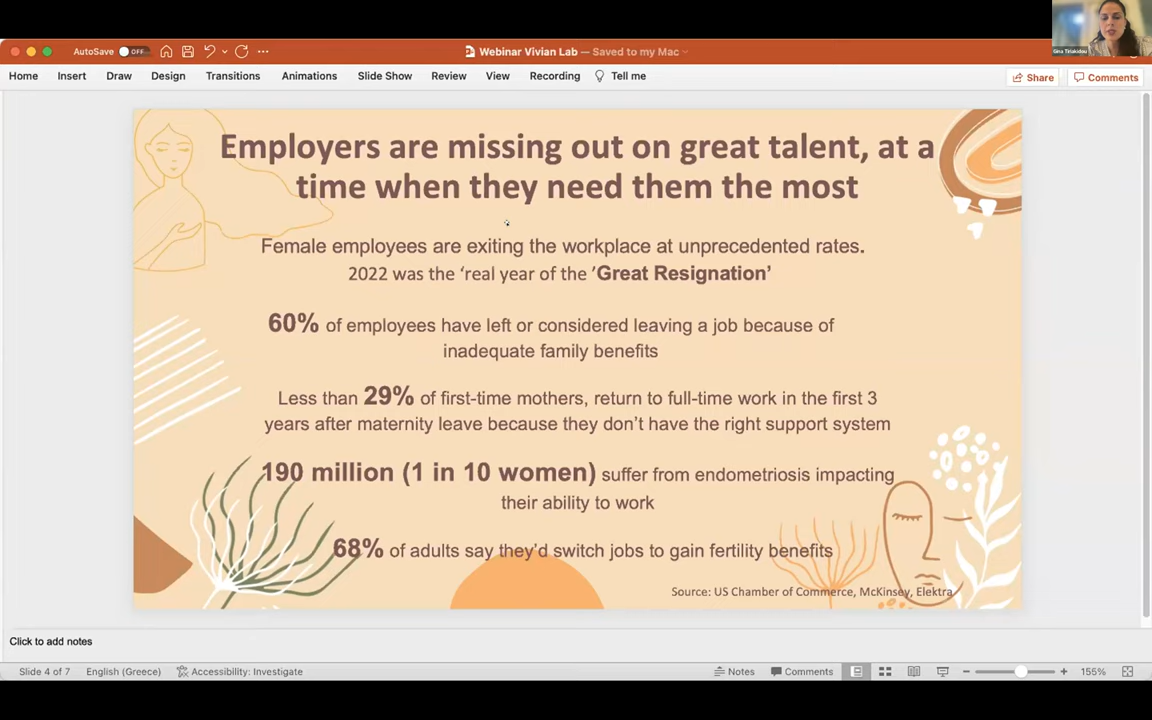 AutoSave OFF
Webinar Vivian Lab — Saved to my Mac
Home Insert Draw Design Transitions Animations Slide Show Review View Recording Tell me Share Comments
Employers are missing out on great talent, at a
time when they need them the most
Female employees are exiting the workplace at unprecedented rates.
2022 was the ‘real year of the ’Great Resignation’
60% of employees have left or considered leaving a job because of
inadequate family benefits
Less than 29% of first-time mothers, return to full-time work in the first 3
years after maternity leave because they don’t have the right support system
190 million (1 in 10 women) suffer from endometriosis impacting
their ability to work
68% of adults say they’d switch jobs to gain fertility benefits
Source: US Chamber of Commerce, McKinsey, Elektra
Click to add notes
Slide 4 of 7 English (Greece) Accessibility: Investigate Notes Comments 155%